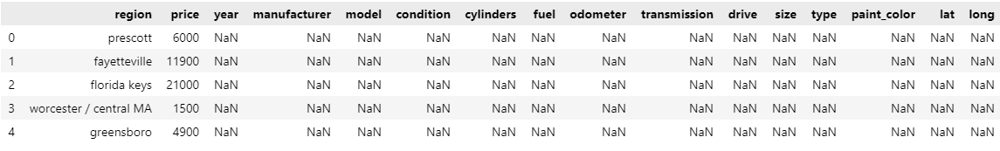 region price year manufacturer model condition cylinders fuel odometer transmission drive size type paint_color lat long
0 prescott 6000 NaN NaN NaN NaN NaN NaN NaN NaN NaN NaN NaN NaN NaN NaN
1 fayetteville 11900 NaN NaN NaN NaN NaN NaN NaN NaN NaN NaN NaN NaN NaN NaN
2 florida keys 21000 NaN NaN NaN NaN NaN NaN NaN NaN NaN NaN NaN NaN NaN NaN
3 worcester / central MA 1500 NaN NaN NaN NaN NaN NaN NaN NaN NaN NaN NaN NaN NaN NaN
4 greensboro 4900 NaN NaN NaN NaN NaN NaN NaN NaN NaN NaN NaN NaN NaN NaN